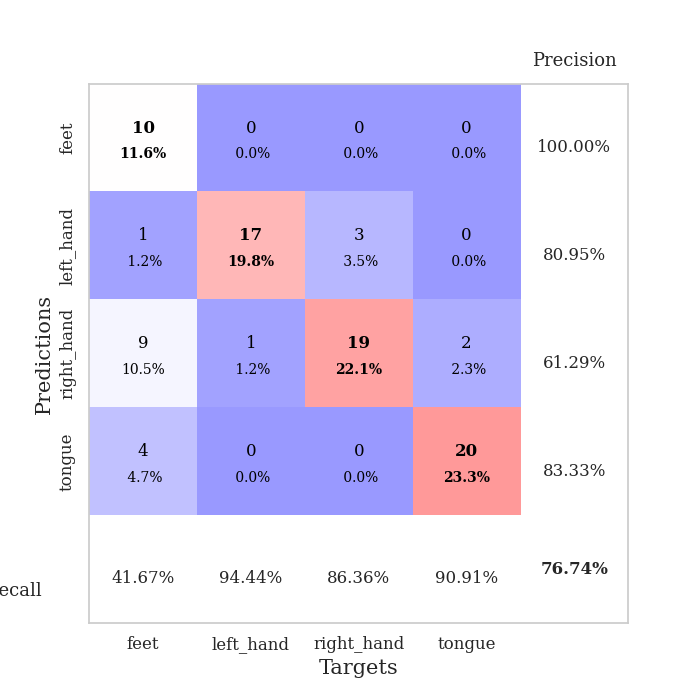 Precision
feet 10 0 0 0
11.6% 0.0% 0.0% 0.0% 100.00%
left_hand 1 17 3 0
1.2% 19.8% 3.5% 0.0% 80.95%
right_hand 9 1 19 2
10.5% 1.2% 22.1% 2.3% 61.29%
tongue 4 0 0 20
4.7% 0.0% 0.0% 23.3% 83.33%
Predictions
ecall 41.67% 94.44% 86.36% 90.91% 76.74%
feet left_hand right_hand tongue
Targets